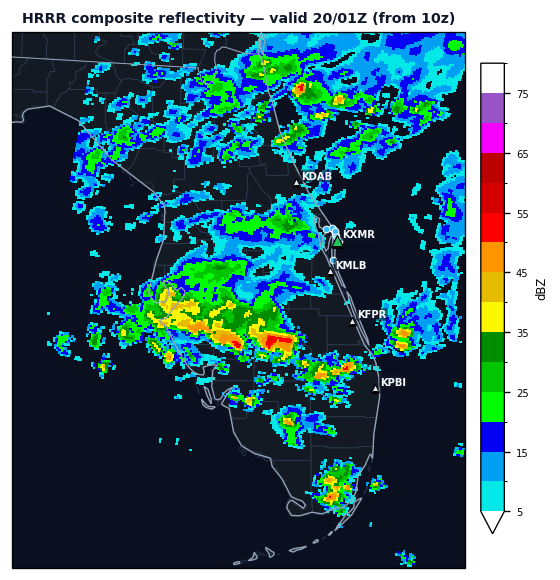 HRRR composite reflectivity — valid 20/01Z (from 10z)
KDAB
KXMR
KMLB
KFPR
KPBI
75
65
55
45
35
25
15
5
dBZ